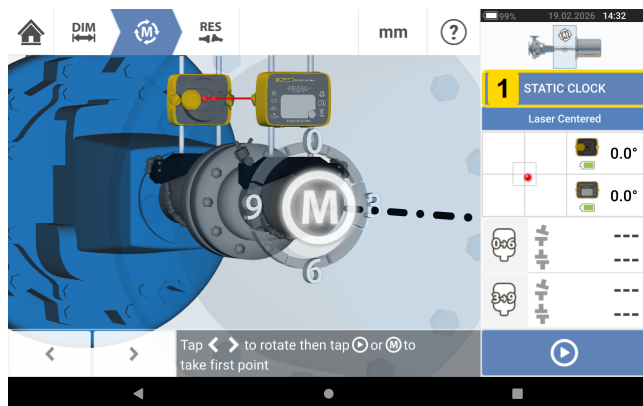 DIM
M
RES
mm
?
99% 19.02.2026 14:32
M
1 STATIC CLOCK
Laser Centered
0.0°
0.0°
0
9 M 3
6
0→6 ---
---
3→9 ---
---
Tap < > to rotate then tap or M to
take first point